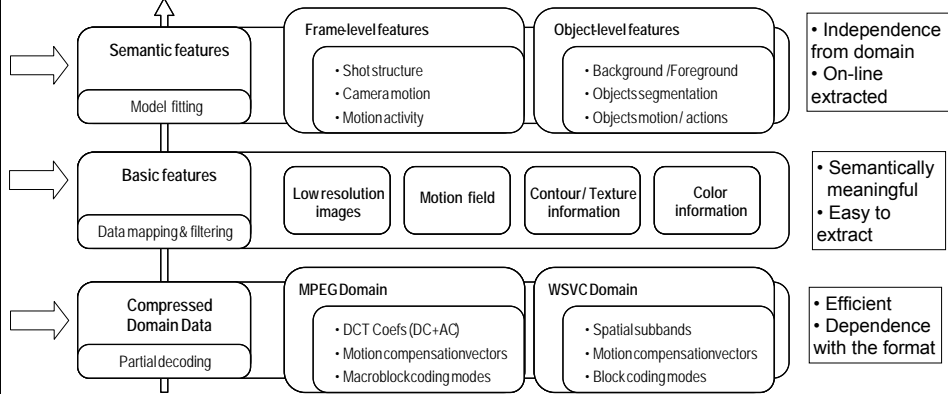 Semantic features
Model fitting
Frame-level features
• Shot structure
• Camera motion
• Motion activity
Object-level features
• Background /Foreground
• Objects segmentation
• Objects motion / actions
• Independence
from domain
• On-line
extracted
Basic features
Data mapping & filtering
Low resolution
images
Motion field
Contour/ Texture
information
Color
information
• Semantically
meaningful
• Easy to
extract
Compressed
Domain Data
Partial decoding
MPEG Domain
• DCT Coefs (DC+AC)
• Motion compensation vectors
• Macroblock coding modes
WSVC Domain
• Spatial subbands
• Motion compensation vectors
• Block coding modes
• Efficient
• Dependence
with the format